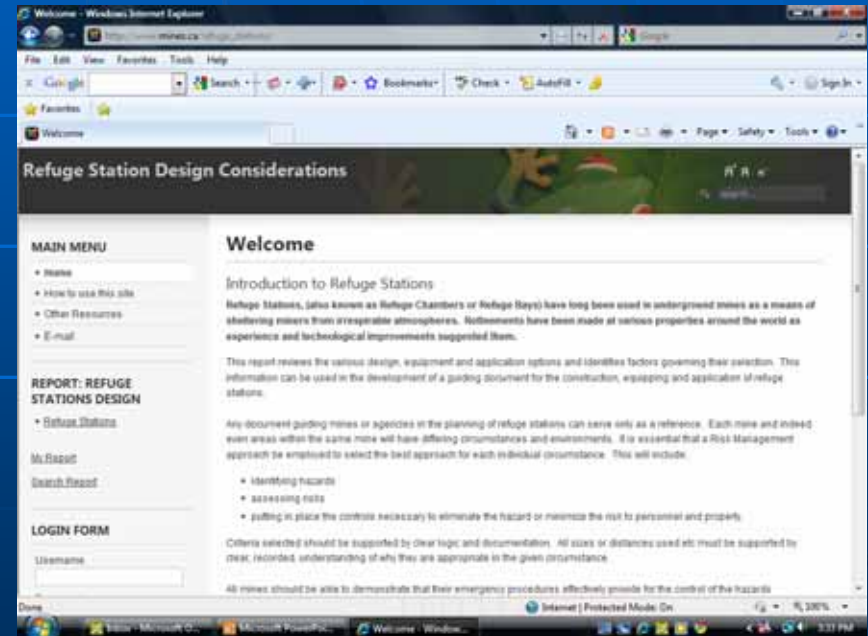 Welcome - Windows Internet Explorer
mines.ca
Google
File Edit View Favorites Tools Help
x Google Search Bookmarks Check AutoFill Sign In
Favorites
Welcome Page Safety Tools
Refuge Station Design Considerations
MAIN MENU
Home
How to use this site
Other Resources
E-mail
REPORT: REFUGE
STATIONS DESIGN
Refuge Stations
My Report
Search Report
LOGIN FORM
Username
Welcome
Introduction to Refuge Stations
Refuge Stations, (also known as Refuge Chambers or Refuge Bays) have long been used in underground mines as a means of
sheltering miners from irrespirable atmospheres. Refinements have been made at various properties around the world as
experience and technological improvements suggested them.
This report reviews the various design, equipment and application options and identifies factors governing their selection. This
information can be used in the development of a guiding document for the construction, equipping and application of refuge
stations.
Any document guiding mines or agencies in the planning of refuge stations can serve only as a reference. Each mine and indeed
even areas within the same mine will have differing circumstances and environments. It is essential that a Risk Management
approach be employed to select the best approach for each individual circumstance. This will include:
identifying hazards
assessing risks
putting in place the controls necessary to eliminate the hazard or minimize the risk to personnel and property.
Criteria selected should be supported by clear logic and documentation. All sizes or distances used etc must be supported by
clear, recorded, understanding of why they are appropriate in the given circumstance.
All mines should be able to demonstrate that their emergency procedures effectively provide for the control of the hazards
Done Internet | Protected Mode: On 100%
Inbox - Microsoft O... Microsoft PowerPoi... Welcome - Window... 3:33 PM